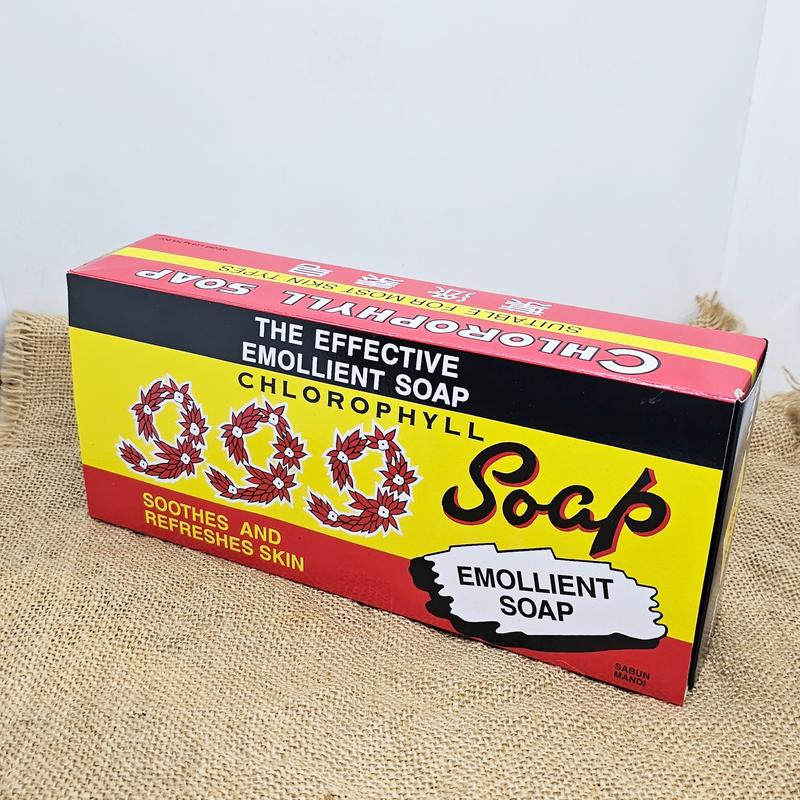 CHLOROPHYLL SOAP
SUITABLE FOR MOST SKIN TYPES
THE EFFECTIVE
EMOLLIENT SOAP
CHLOROPHYLL
999 Soap
SOOTHES AND
REFRESHES SKIN
EMOLLIENT
SOAP
SABUN
MANDI